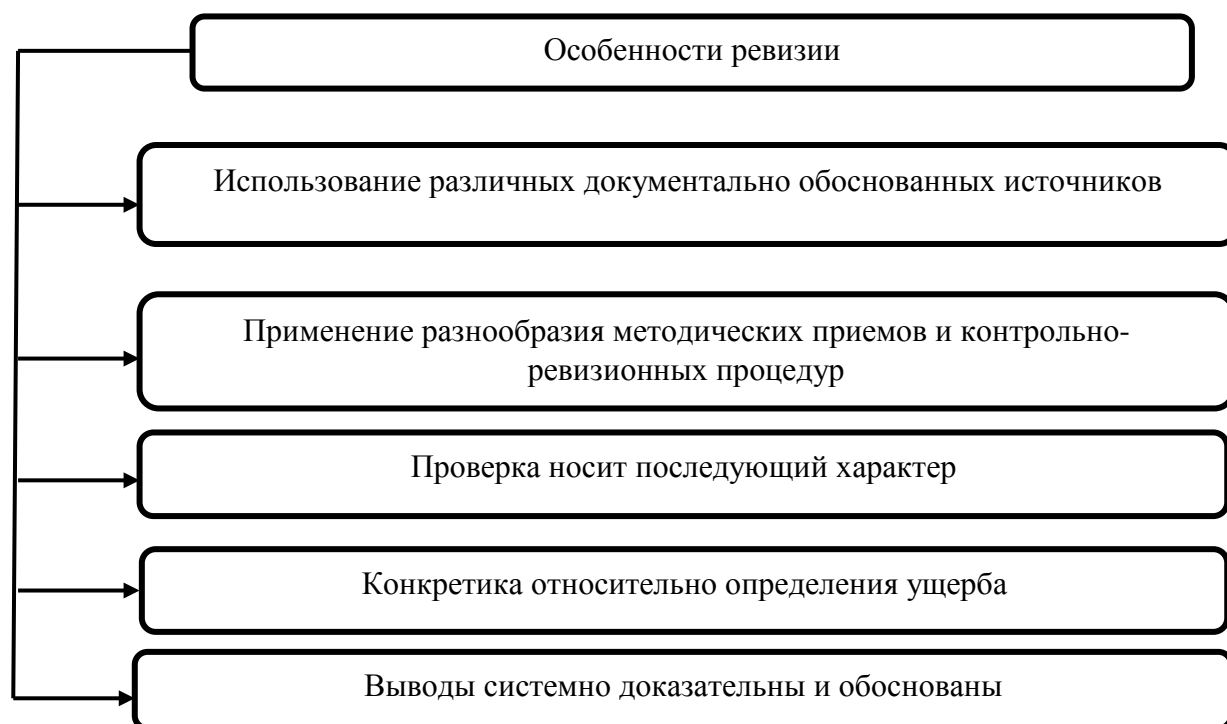 Особенности ревизии
Использование различных документально обоснованных источников
Применение разнообразия методических приемов и контрольно-
ревизионных процедур
Проверка носит последующий характер
Конкретика относительно определения ущерба
Выводы системно доказательны и обоснованы